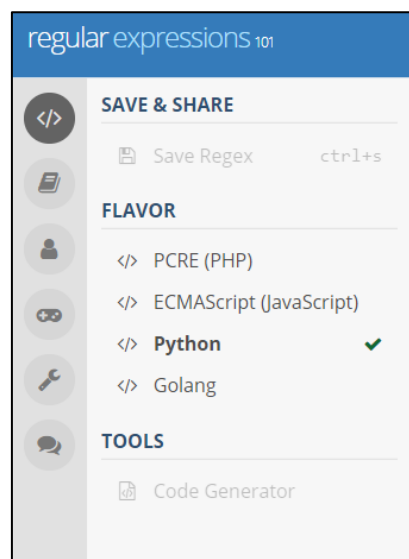 regular expressions 101
SAVE & SHARE
Save Regex ctrl+s
FLAVOR
</> PCRE (PHP)
</> ECMAScript (JavaScript)
</> Python
</> Golang
TOOLS
Code Generator